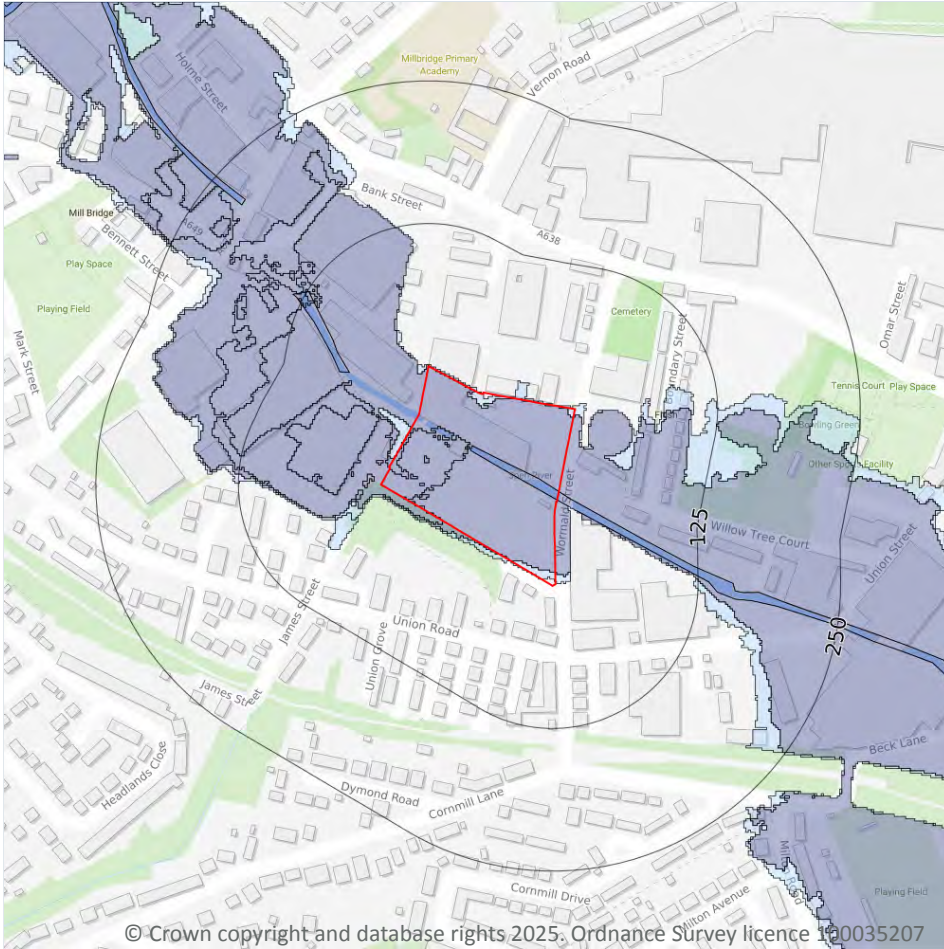 Holme Street
Millbridge Primary
Academy
Vernon Road
Bank Street
A638
A649
Mill Bridge
Bennett Street
Play Space
Playing Field
Mark Street
Cemetery
Omar Street
Tennis Court
Play Space
Bowling Green
Other Sports Facility
Wormald Street
125
Willow Tree Court
Union Street
250
James Street
Union Road
Union Grove
James Street
Beck Lane
Headlands Close
Dymond Road
Cornmill Lane
Cornmill Drive
Milton Avenue
Playing Field
© Crown copyright and database rights 2025. Ordnance Survey licence 100035207